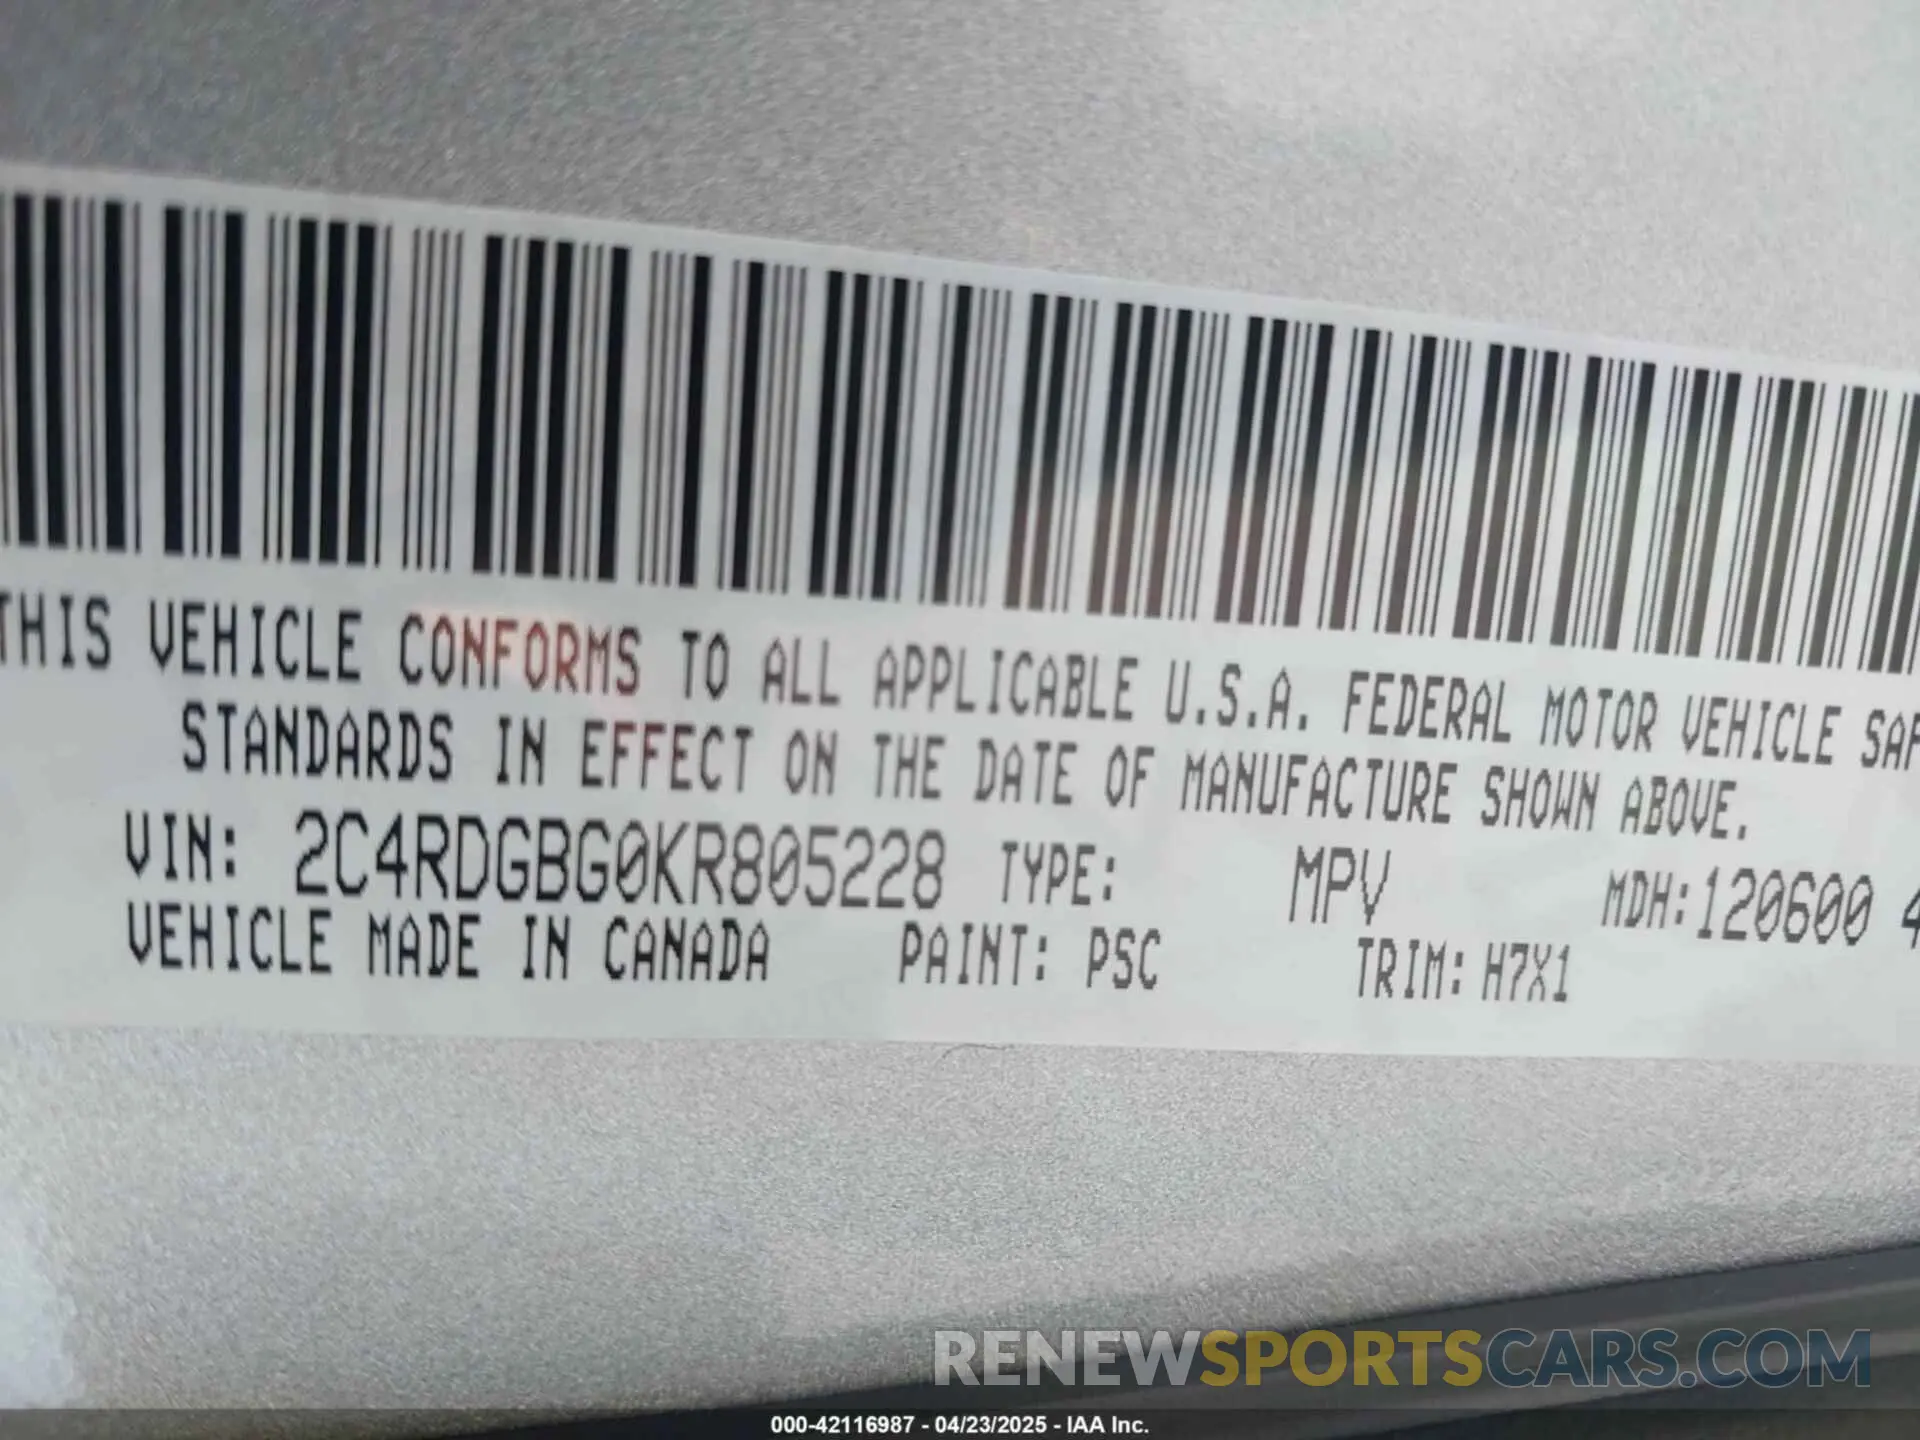 THIS VEHICLE CONFORMS TO ALL APPLICABLE U.S.A. FEDERAL MOTOR VEHICLE SAF
STANDARDS IN EFFECT ON THE DATE OF MANUFACTURE SHOWN ABOVE.
VIN: 2C4RDGBG0KR805228 TYPE: MPV MDH:120600 4
VEHICLE MADE IN CANADA PAINT: PSC TRIM: H7X1
RENEWSPORTSCARS.COM
000-42116987 - 04/23/2025 - IAA Inc.